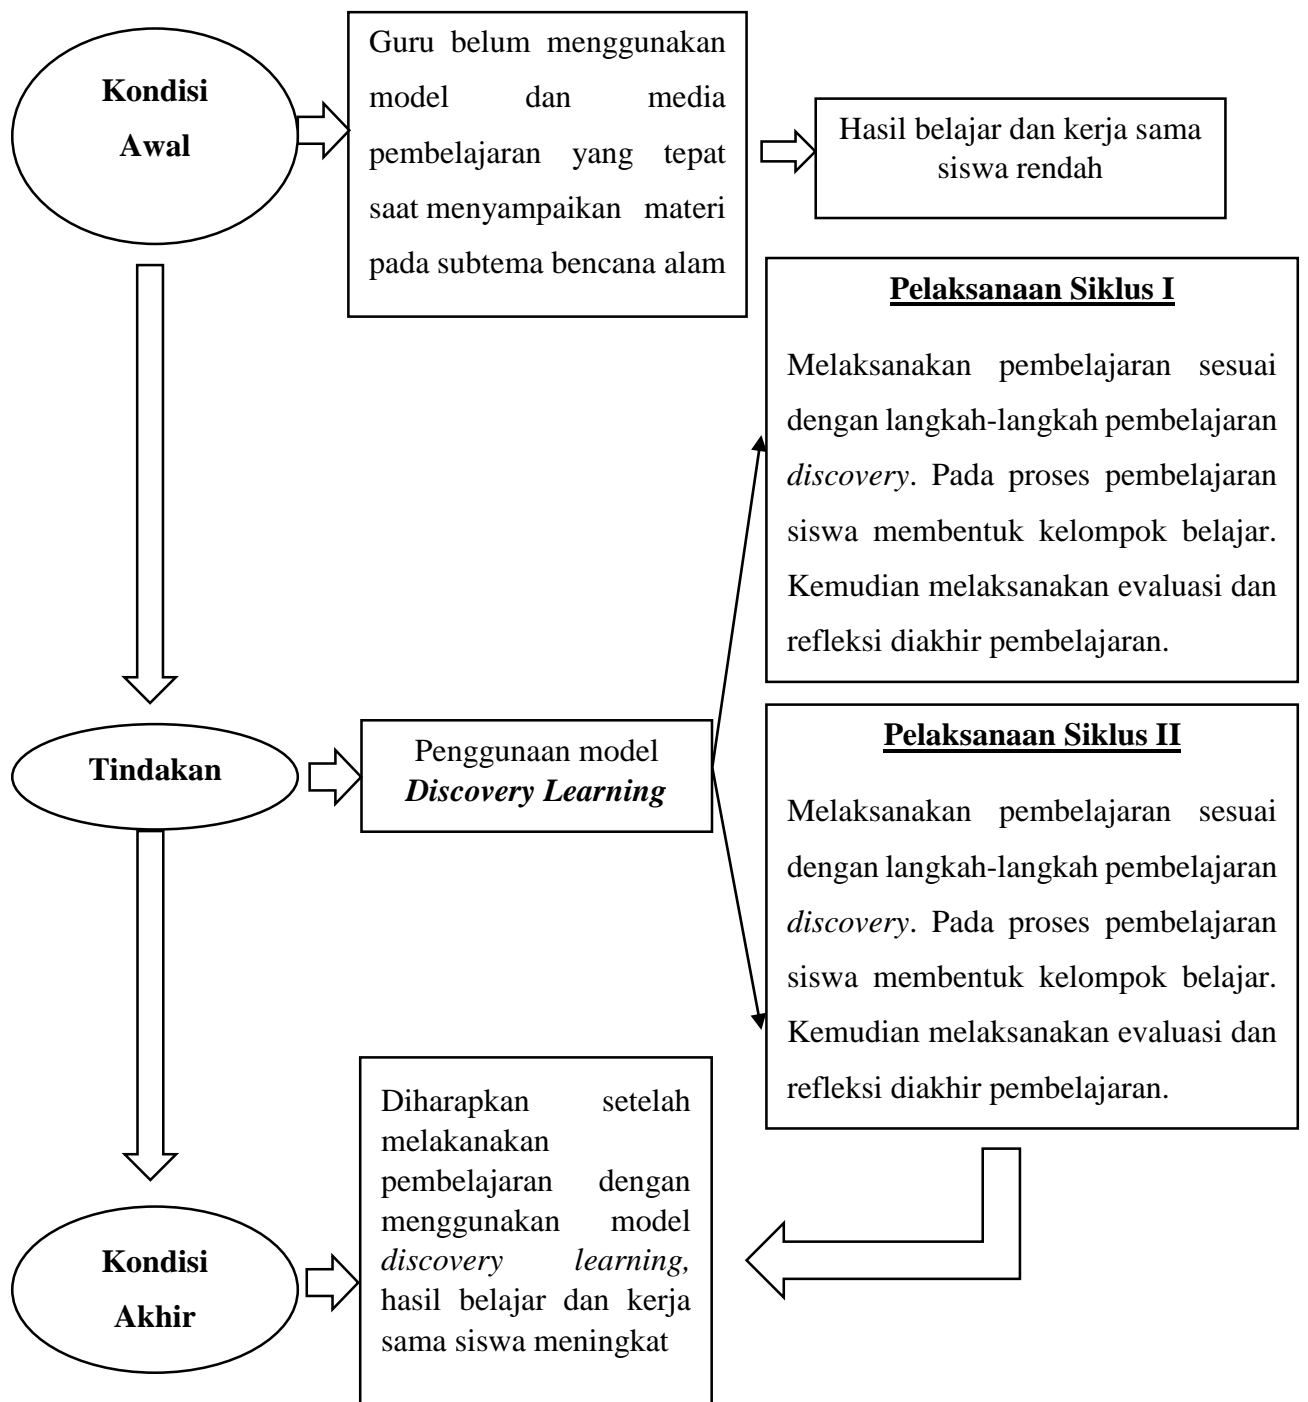 Kondisi
Awal
Guru belum menggunakan
model dan media
pembelajaran yang tepat
saat menyampaikan materi
pada subtema bencana alam
Hasil belajar dan kerja sama
siswa rendah
Pelaksanaan Siklus I
Melaksanakan pembelajaran sesuai
dengan langkah-langkah pembelajaran
discovery. Pada proses pembelajaran
siswa membentuk kelompok belajar.
Kemudian melaksanakan evaluasi dan
refleksi diakhir pembelajaran.
Tindakan
Penggunaan model
Discovery Learning
Pelaksanaan Siklus II
Melaksanakan pembelajaran sesuai
dengan langkah-langkah pembelajaran
discovery. Pada proses pembelajaran
siswa membentuk kelompok belajar.
Kemudian melaksanakan evaluasi dan
refleksi diakhir pembelajaran.
Kondisi
Akhir
Diharapkan setelah
melakanakan
pembelajaran dengan
menggunakan model
discovery learning,
hasil belajar dan kerja
sama siswa meningkat